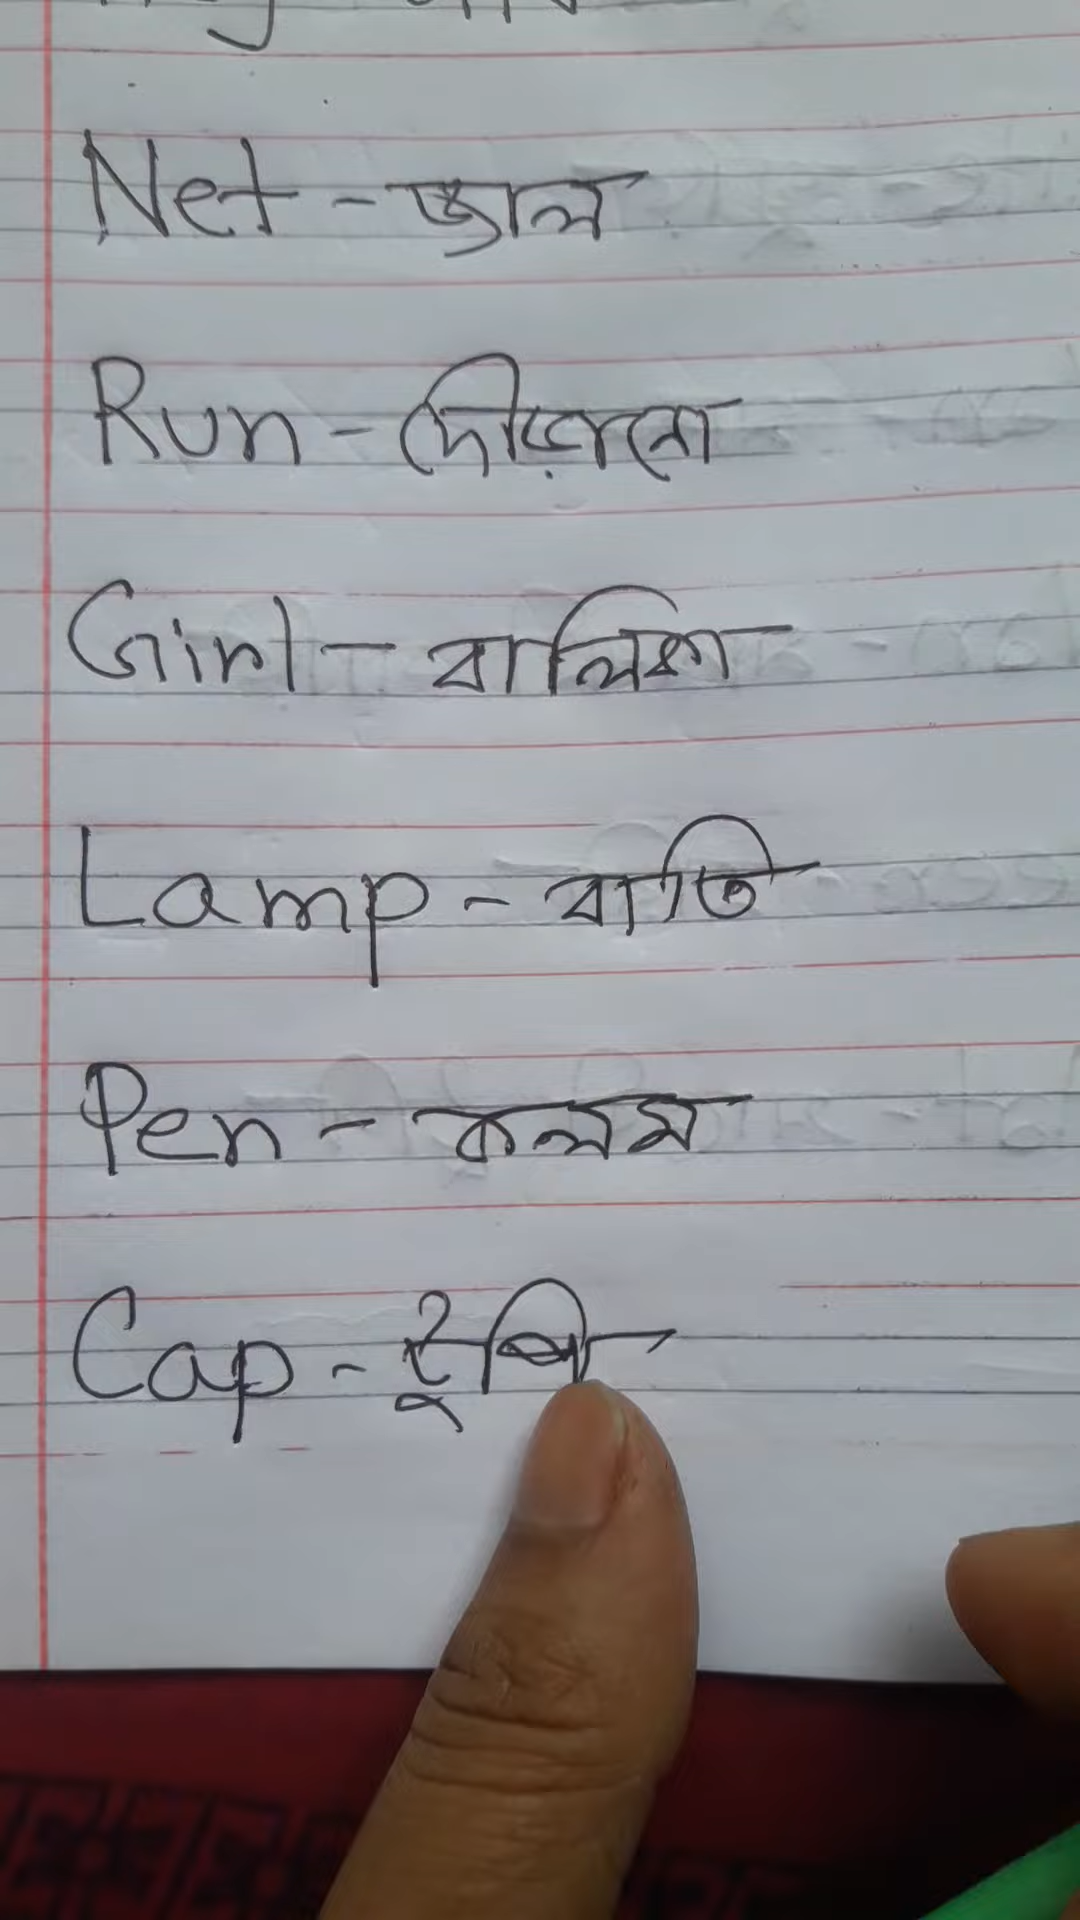 Net - জাল
Run - দৌড়ানো
Girl - বালিকা
Lamp - বাতি
Pen - কলম
Cap - টুপি